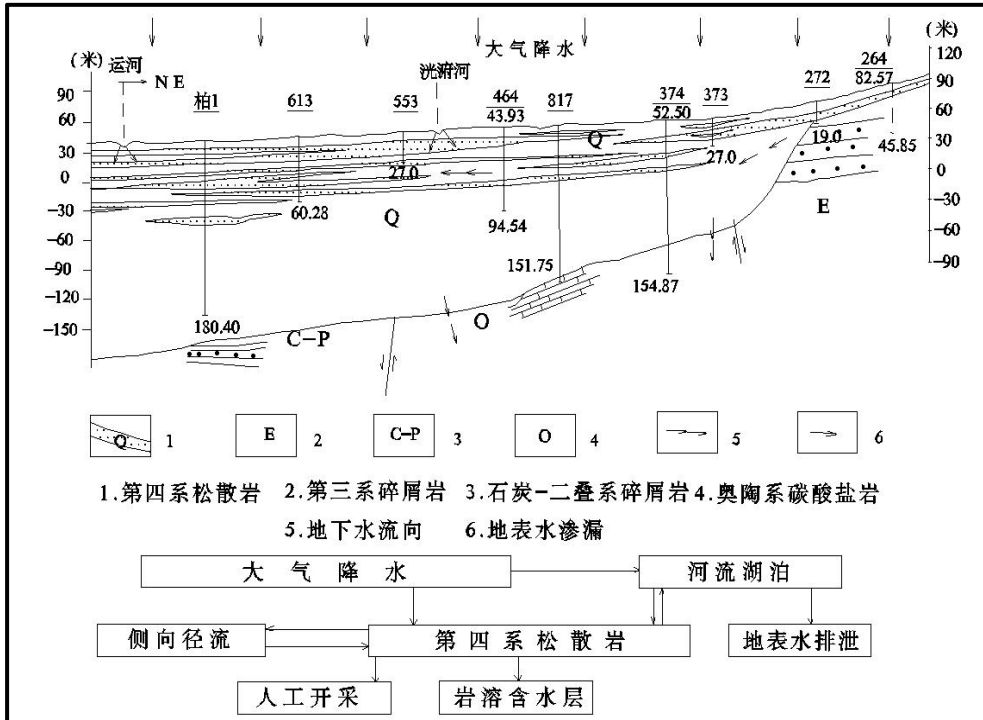 (米)
大气降水
(米)
运河
NE
洸府河
120
90
60
30
0
-30
-60
-90
-120
-150
90
60
30
0
-30
-60
-90
柏1
613
553
464
43.93
817
374
52.50
373
272
264
82.57
Q
27.0
27.0
19.0
45.85
60.28
Q
94.54
E
151.75
154.87
180.40
C-P
O
Q 1
E 2
C-P 3
O 4
5
6
1.第四系松散岩 2.第三系碎屑岩 3.石炭-二叠系碎屑岩 4.奥陶系碳酸盐岩
5.地下水流向 6.地表水渗漏
大气降水 河流湖泊
侧向径流 第四系松散岩 地表水排泄
人工开采 岩溶含水层